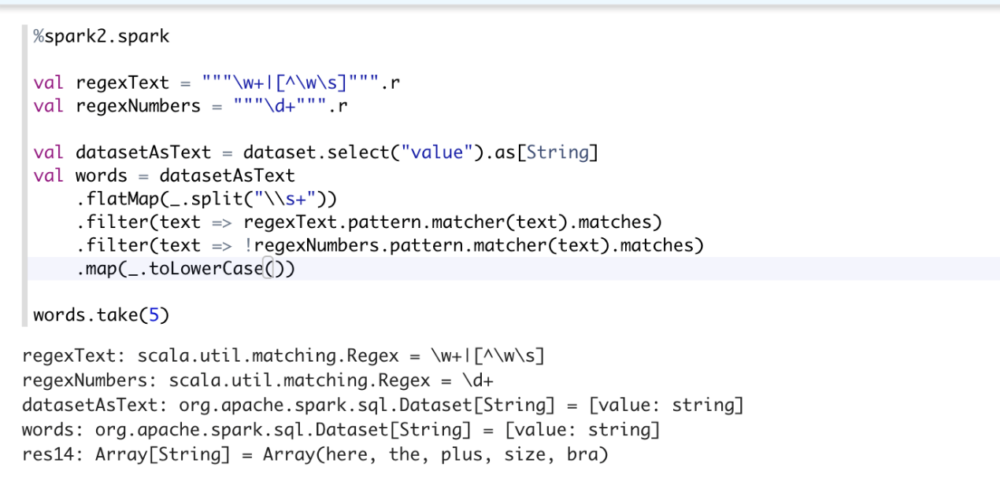 %spark2.spark
val regexText = """\w+|[^\w\s]""".r
val regexNumbers = """\d+""".r
val datasetAsText = dataset.select("value").as[String]
val words = datasetAsText
.flatMap(_.split("\\s+"))
.filter(text => regexText.pattern.matcher(text).matches)
.filter(text => !regexNumbers.pattern.matcher(text).matches)
.map(_.toLowerCase())
words.take(5)
regexText: scala.util.matching.Regex = \w+|[^\w\s]
regexNumbers: scala.util.matching.Regex = \d+
datasetAsText: org.apache.spark.sql.Dataset[String] = [value: string]
words: org.apache.spark.sql.Dataset[String] = [value: string]
res14: Array[String] = Array(here, the, plus, size, bra)